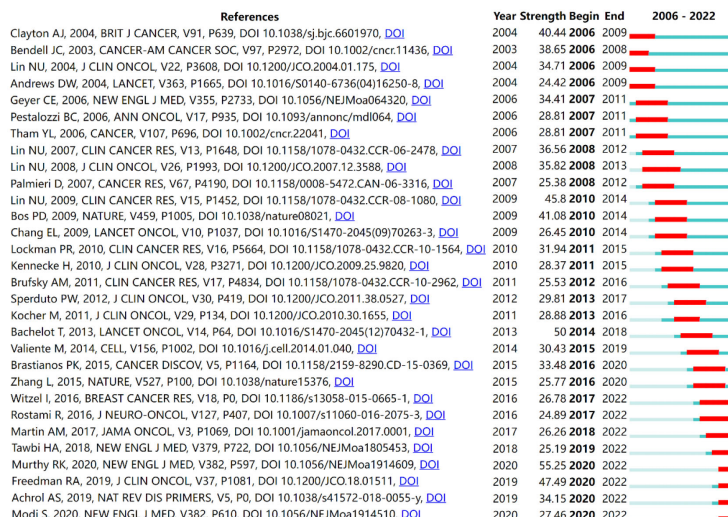 References Year Strength Begin End 2006 - 2022
Clayton AJ, 2004, BRIT J CANCER, V91, P639, DOI 10.1038/sj.bjc.6601970, DOI 2004 40.44 2006 2009
Bendell JC, 2003, CANCER-AM CANCER SOC, V97, P2972, DOI 10.1002/cncr.11436, DOI 2003 38.65 2006 2008
Lin NU, 2004, J CLIN ONCOL, V22, P3608, DOI 10.1200/JCO.2004.01.175, DOI 2004 34.71 2006 2009
Andrews DW, 2004, LANCET, V363, P1665, DOI 10.1016/S0140-6736(04)16250-8, DOI 2004 24.42 2006 2009
Geyer CE, 2006, NEW ENGL J MED, V355, P2733, DOI 10.1056/NEJMoa064320, DOI 2006 34.41 2007 2011
Pestalozzi BC, 2006, ANN ONCOL, V17, P935, DOI 10.1093/annonc/mdl064, DOI 2006 28.81 2007 2011
Tham YL, 2006, CANCER, V107, P696, DOI 10.1002/cncr.22041, DOI 2006 28.81 2007 2011
Lin NU, 2007, CLIN CANCER RES, V13, P1648, DOI 10.1158/1078-0432.CCR-06-2478, DOI 2007 36.56 2008 2012
Lin NU, 2008, J CLIN ONCOL, V26, P1993, DOI 10.1200/JCO.2007.12.3588, DOI 2008 35.82 2008 2013
Palmieri D, 2007, CANCER RES, V67, P4190, DOI 10.1158/0008-5472.CAN-06-3316, DOI 2007 25.38 2008 2012
Lin NU, 2009, CLIN CANCER RES, V15, P1452, DOI 10.1158/1078-0432.CCR-08-1080, DOI 2009 45.8 2010 2014
Bos PD, 2009, NATURE, V459, P1005, DOI 10.1038/nature08021, DOI 2009 41.08 2010 2014
Chang EL, 2009, LANCET ONCOL, V10, P1037, DOI 10.1016/S1470-2045(09)70263-3, DOI 2009 26.45 2010 2014
Lockman PR, 2010, CLIN CANCER RES, V16, P5664, DOI 10.1158/1078-0432.CCR-10-1564, DOI 2010 31.94 2011 2015
Kennecke H, 2010, J CLIN ONCOL, V28, P3271, DOI 10.1200/JCO.2009.25.9820, DOI 2010 28.37 2011 2015
Brufsky AM, 2011, CLIN CANCER RES, V17, P4834, DOI 10.1158/1078-0432.CCR-10-2962, DOI 2011 25.53 2012 2016
Sperduto PW, 2012, J CLIN ONCOL, V30, P419, DOI 10.1200/JCO.2011.38.0527, DOI 2012 29.81 2013 2017
Kocher M, 2011, J CLIN ONCOL, V29, P134, DOI 10.1200/JCO.2010.30.1655, DOI 2011 28.88 2013 2016
Bachelot T, 2013, LANCET ONCOL, V14, P64, DOI 10.1016/S1470-2045(12)70432-1, DOI 2013 50 2014 2018
Valiente M, 2014, CELL, V156, P1002, DOI 10.1016/j.cell.2014.01.040, DOI 2014 30.43 2015 2019
Brastianos PK, 2015, CANCER DISCOV, V5, P1164, DOI 10.1158/2159-8290.CD-15-0369, DOI 2015 33.48 2016 2020
Zhang L, 2015, NATURE, V527, P100, DOI 10.1038/nature15376, DOI 2015 25.77 2016 2020
Witzel I, 2016, BREAST CANCER RES, V18, P0, DOI 10.1186/s13058-015-0665-1, DOI 2016 26.78 2017 2022
Rostami R, 2016, J NEURO-ONCOL, V127, P407, DOI 10.1007/s11060-016-2075-3, DOI 2016 24.89 2017 2022
Martin AM, 2017, JAMA ONCOL, V3, P1069, DOI 10.1001/jamaoncol.2017.0001, DOI 2017 26.26 2018 2022
Tawbi HA, 2018, NEW ENGL J MED, V379, P722, DOI 10.1056/NEJMoa1805453, DOI 2018 25.19 2019 2022
Murthy RK, 2020, NEW ENGL J MED, V382, P597, DOI 10.1056/NEJMoa1914609, DOI 2020 55.25 2020 2022
Freedman RA, 2019, J CLIN ONCOL, V37, P1081, DOI 10.1200/JCO.18.01511, DOI 2019 47.49 2020 2022
Achrol AS, 2019, NAT REV DIS PRIMERS, V5, P0, DOI 10.1038/s41572-018-0055-y, DOI 2019 34.15 2020 2022
Modi S, 2020, NEW ENGL J MED, V382, P610, DOI 10.1056/NEJMoa1914510, DOI 2020 27.46 2020 2022